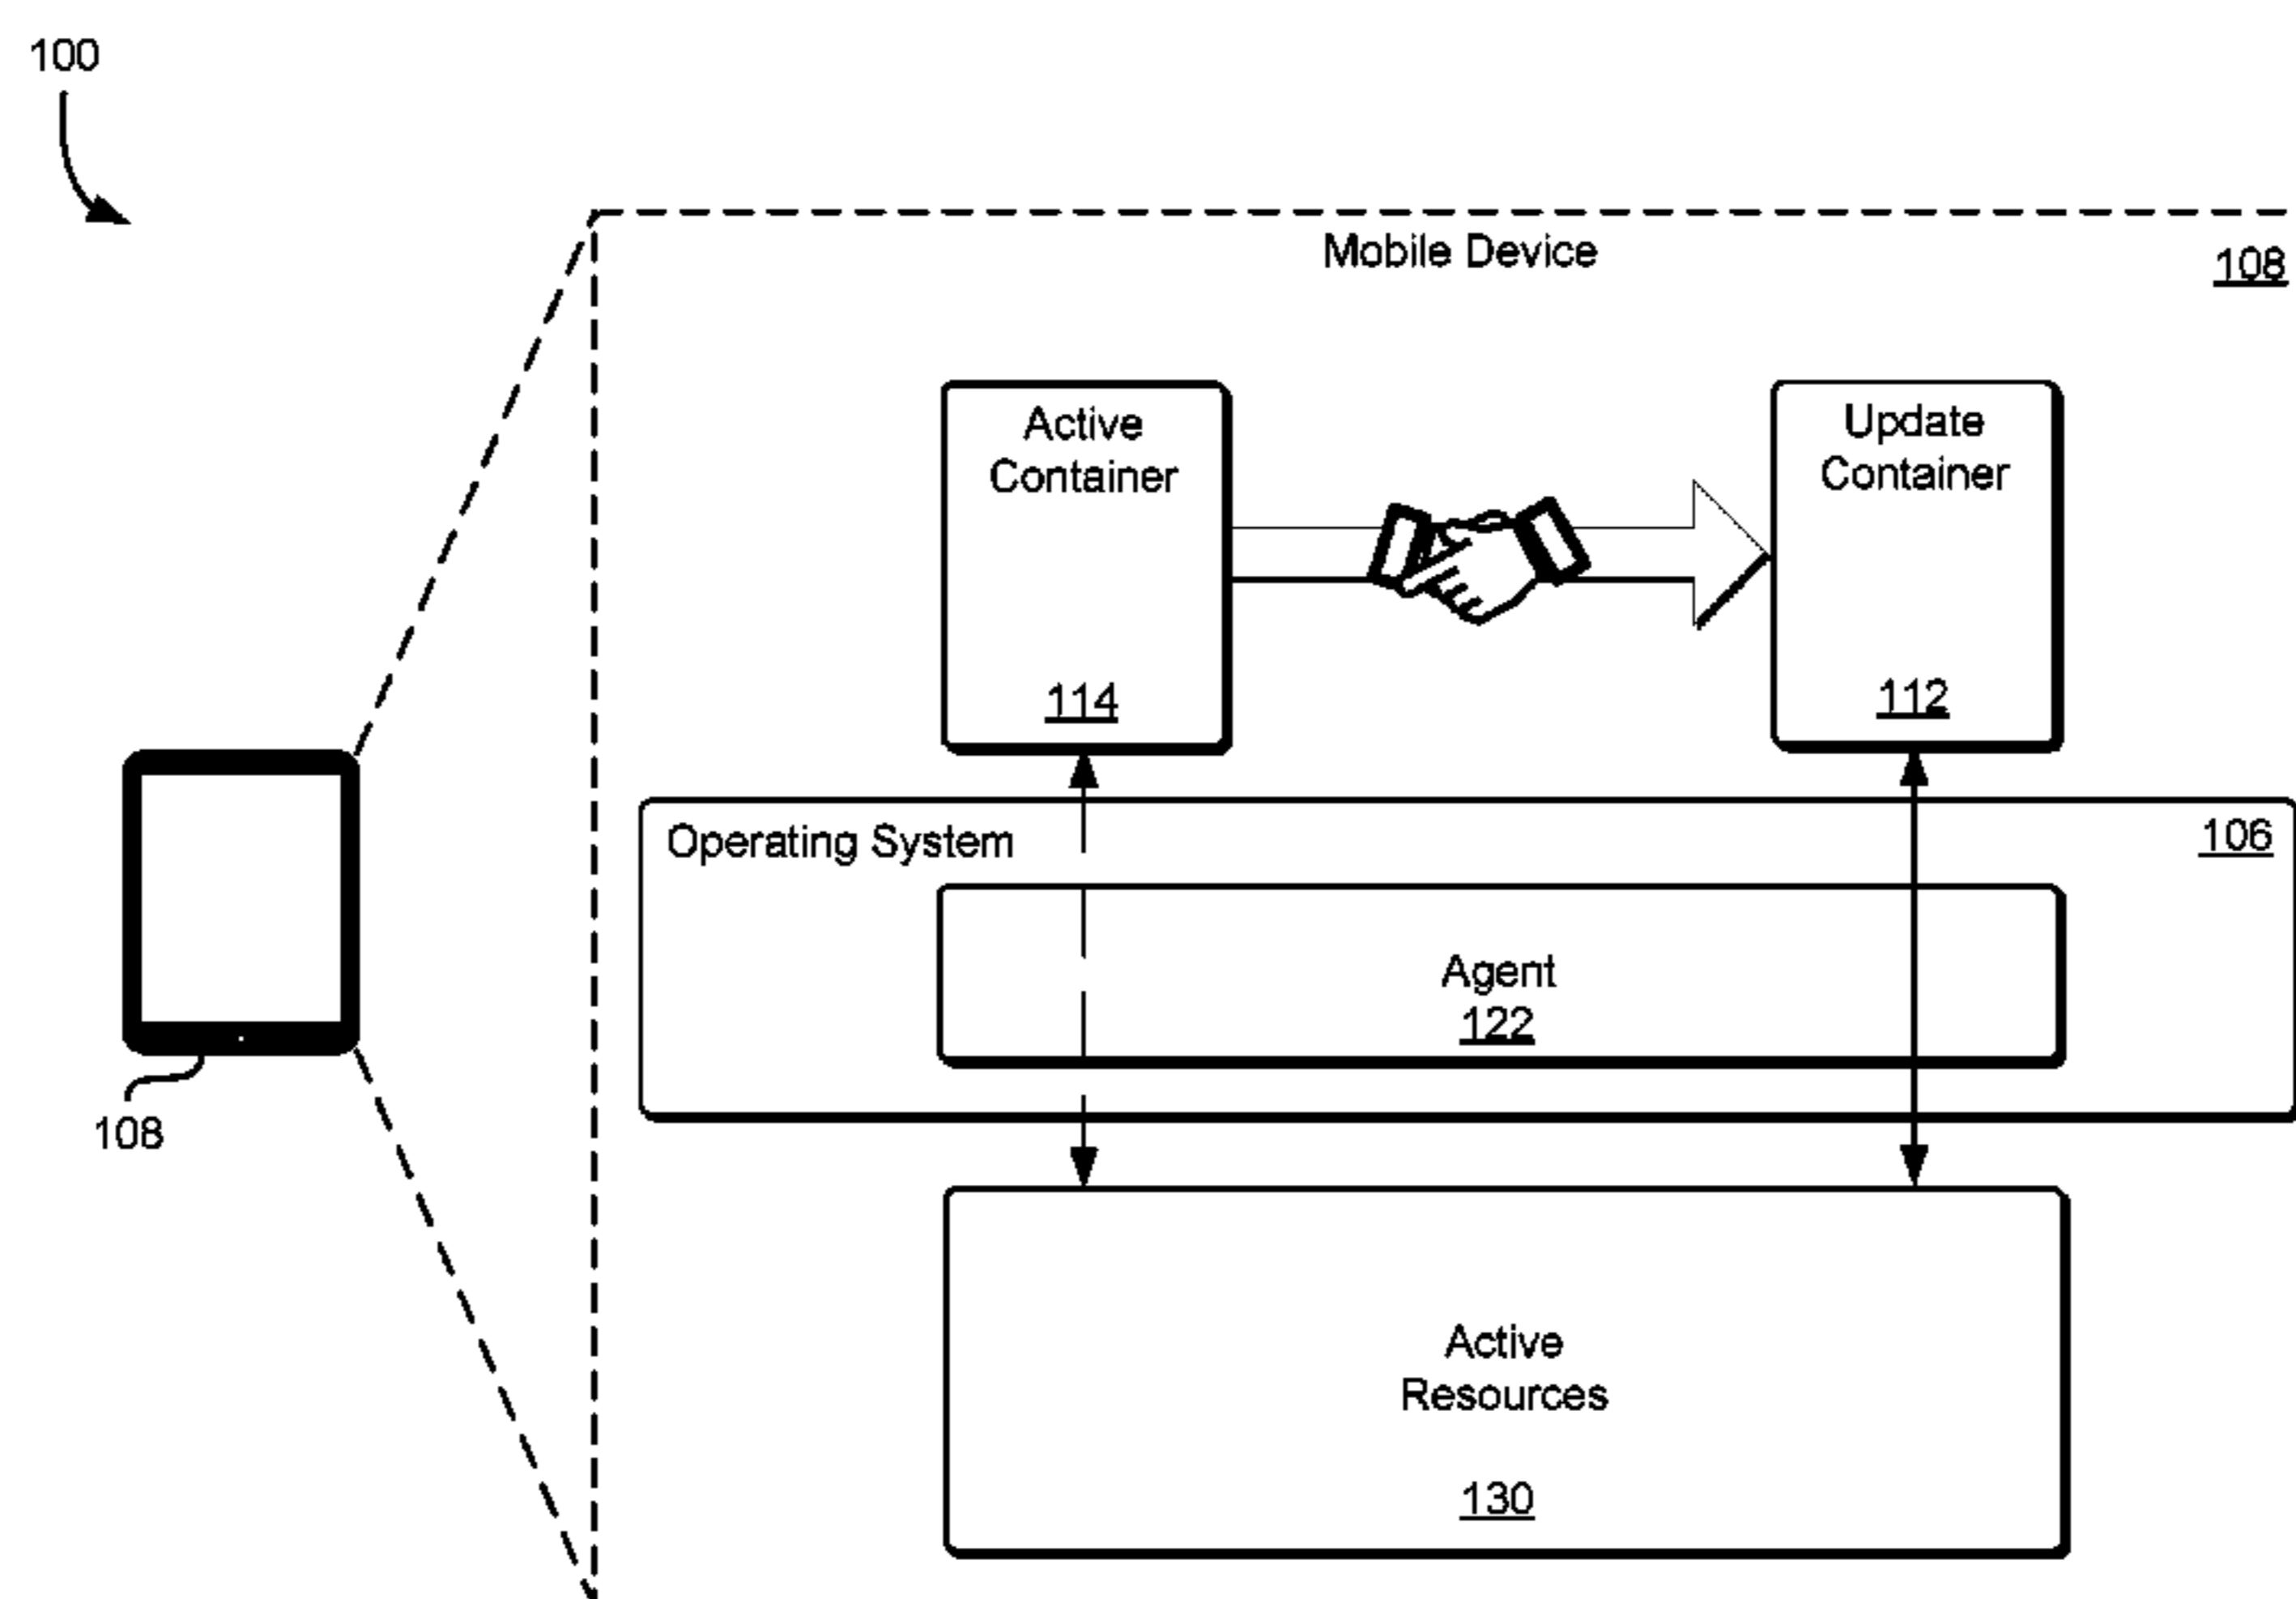 100
Mobile Device
108
Active
Container
114
Update
Container
112
Operating System
106
Agent
122
108
Active
Resources
130